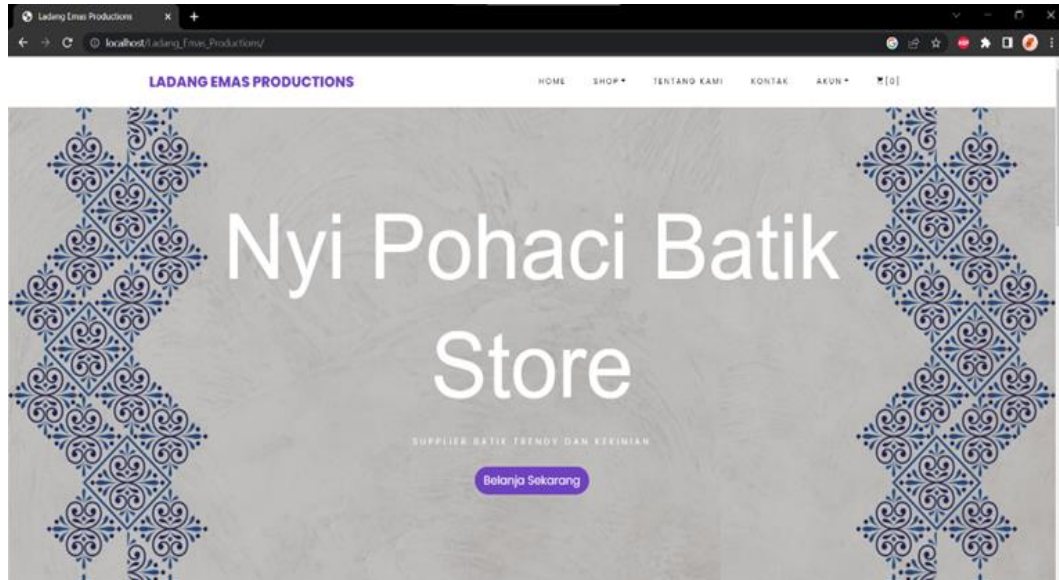 Ladang Emas Productions
localhost/Ladang_Emas_Productions/
LADANG EMAS PRODUCTIONS
HOME SHOP TENTANG KAMI KONTAK AKUN [0]
Nyi Pohaci Batik
Store
SUPPLIER BATIK TRENDY DAN KEKINIAN
Belanja Sekarang